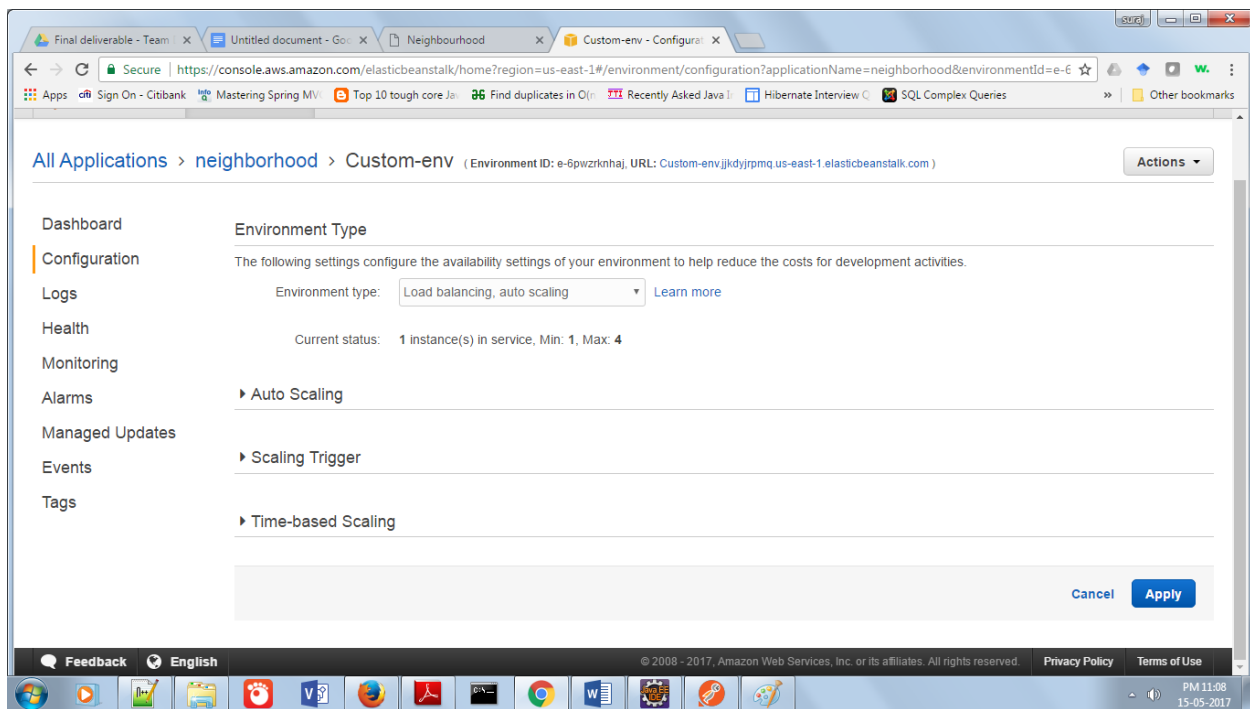 suraj
Final deliverable - Team
Untitled document - Goo
Neighbourhood
Custom-env - Configurat
Secure | https://console.aws.amazon.com/elasticbeanstalk/home?region=us-east-1#/environment/configuration?applicationName=neighborhood&environmentId=e-6
Apps
citi Sign On - Citibank
Mastering Spring MV
Top 10 tough core Ja
Find duplicates in O(n
Recently Asked Java I
Hibernate Interview Q
SQL Complex Queries
»
Other bookmarks
All Applications > neighborhood > Custom-env ( Environment ID: e-6pwzrknhaj, URL: Custom-env.jjkdyjrpmq.us-east-1.elasticbeanstalk.com )
Actions
Dashboard
Configuration
Logs
Health
Monitoring
Alarms
Managed Updates
Events
Tags
Environment Type
The following settings configure the availability settings of your environment to help reduce the costs for development activities.
Environment type: Load balancing, auto scaling Learn more
Current status: 1 instance(s) in service, Min: 1, Max: 4
Auto Scaling
Scaling Trigger
Time-based Scaling
Cancel Apply
Feedback English
© 2008 - 2017, Amazon Web Services, Inc. or its affiliates. All rights reserved. Privacy Policy Terms of Use
PM 11:08
15-05-2017